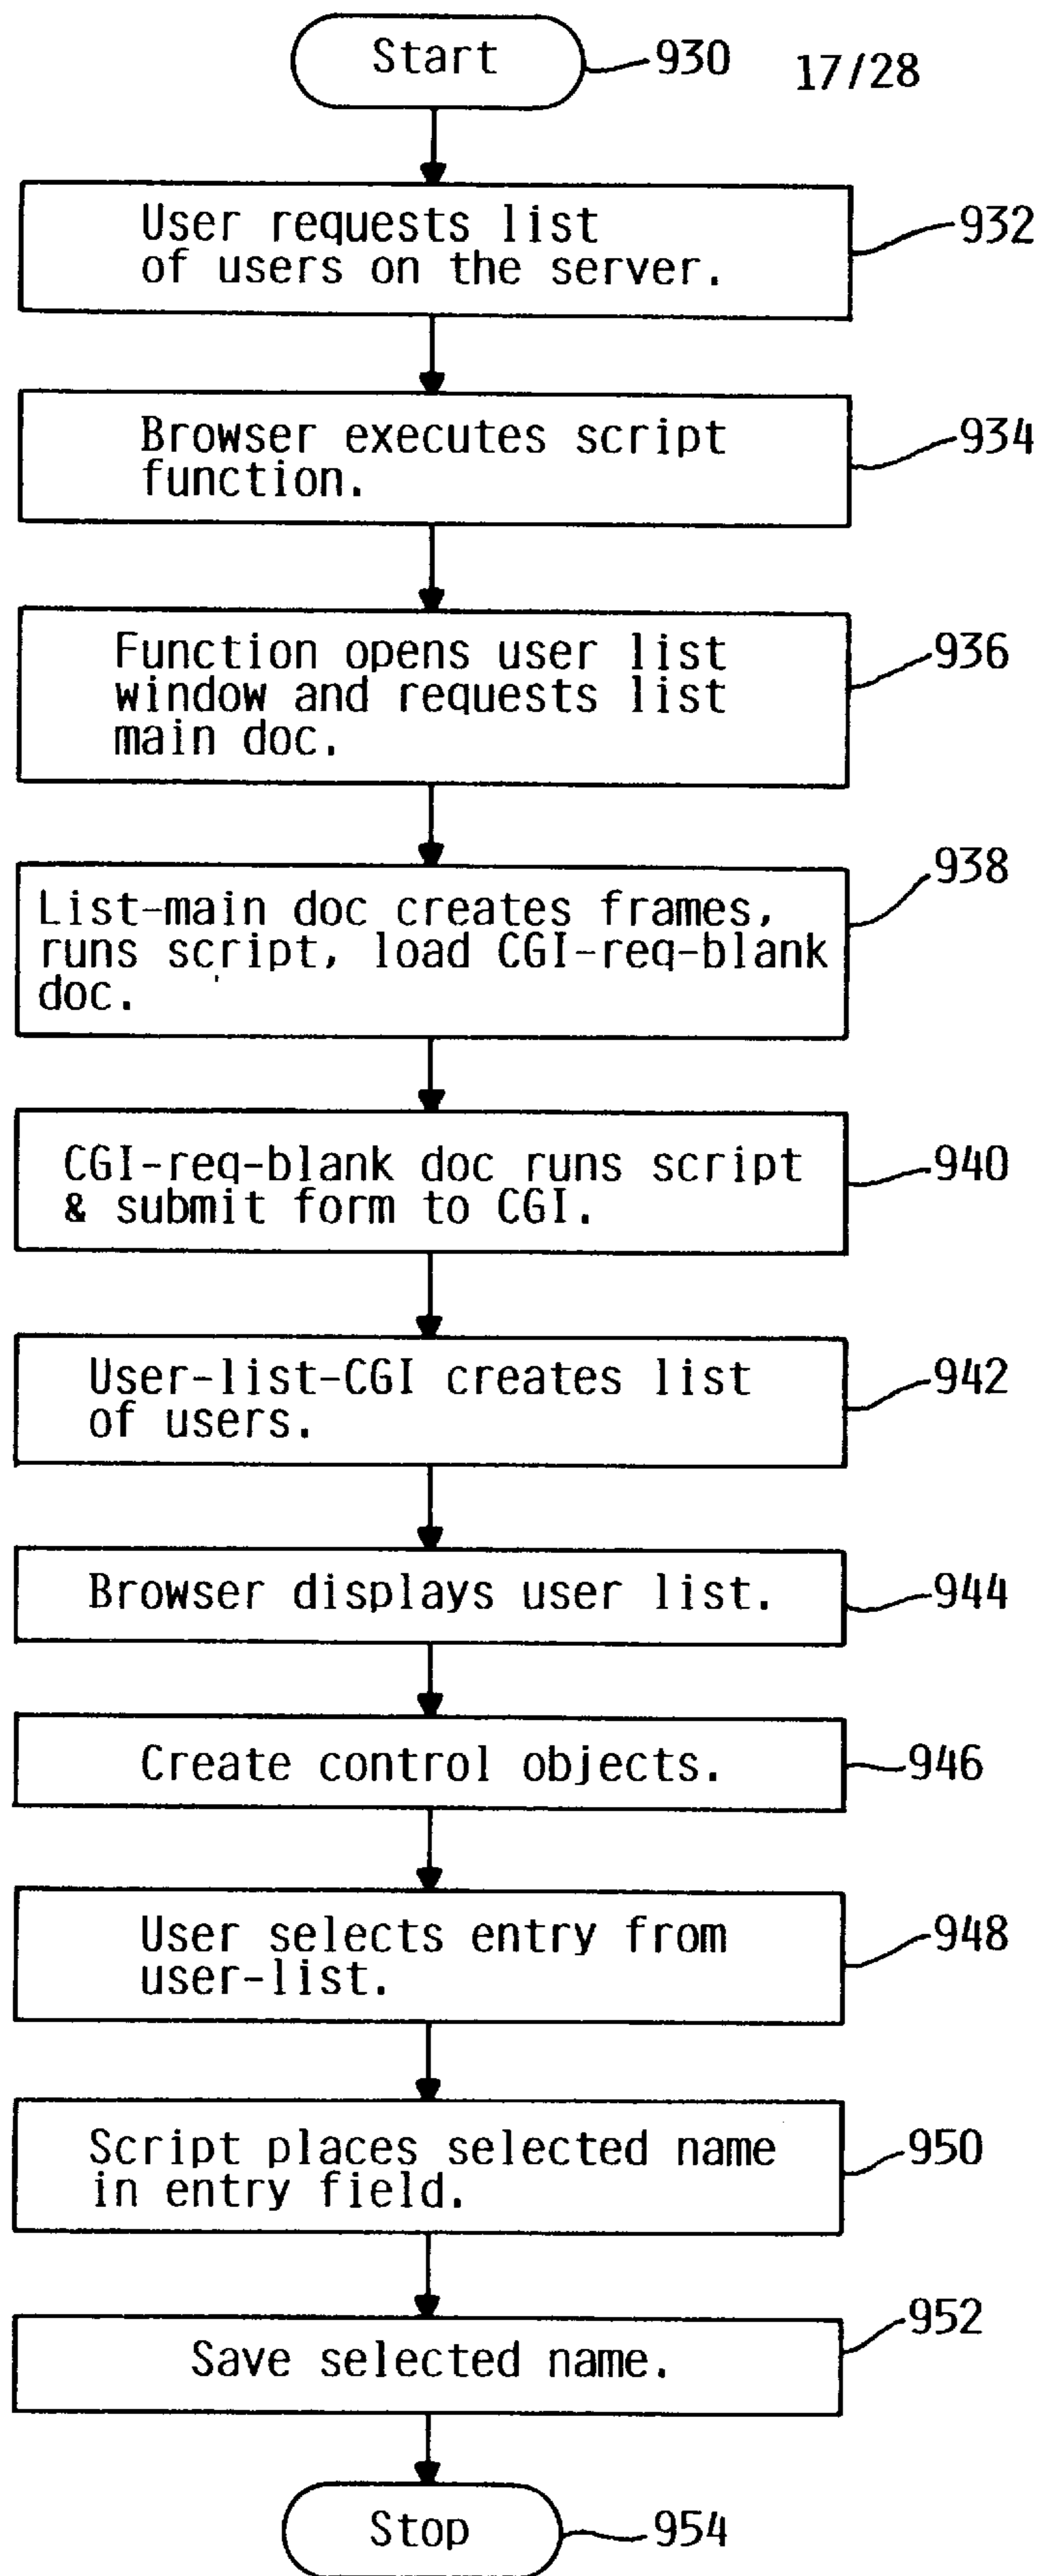 Start
930
17/28
User requests list
of users on the server.
932
Browser executes script
function.
934
Function opens user list
window and requests list
main doc.
936
List-main doc creates frames,
runs script, load CGI-req-blank
doc.
938
CGI-req-blank doc runs script
& submit form to CGI.
940
User-list-CGI creates list
of users.
942
Browser displays user list.
944
Create control objects.
946
User selects entry from
user-list.
948
Script places selected name
in entry field.
950
Save selected name.
952
Stop
954